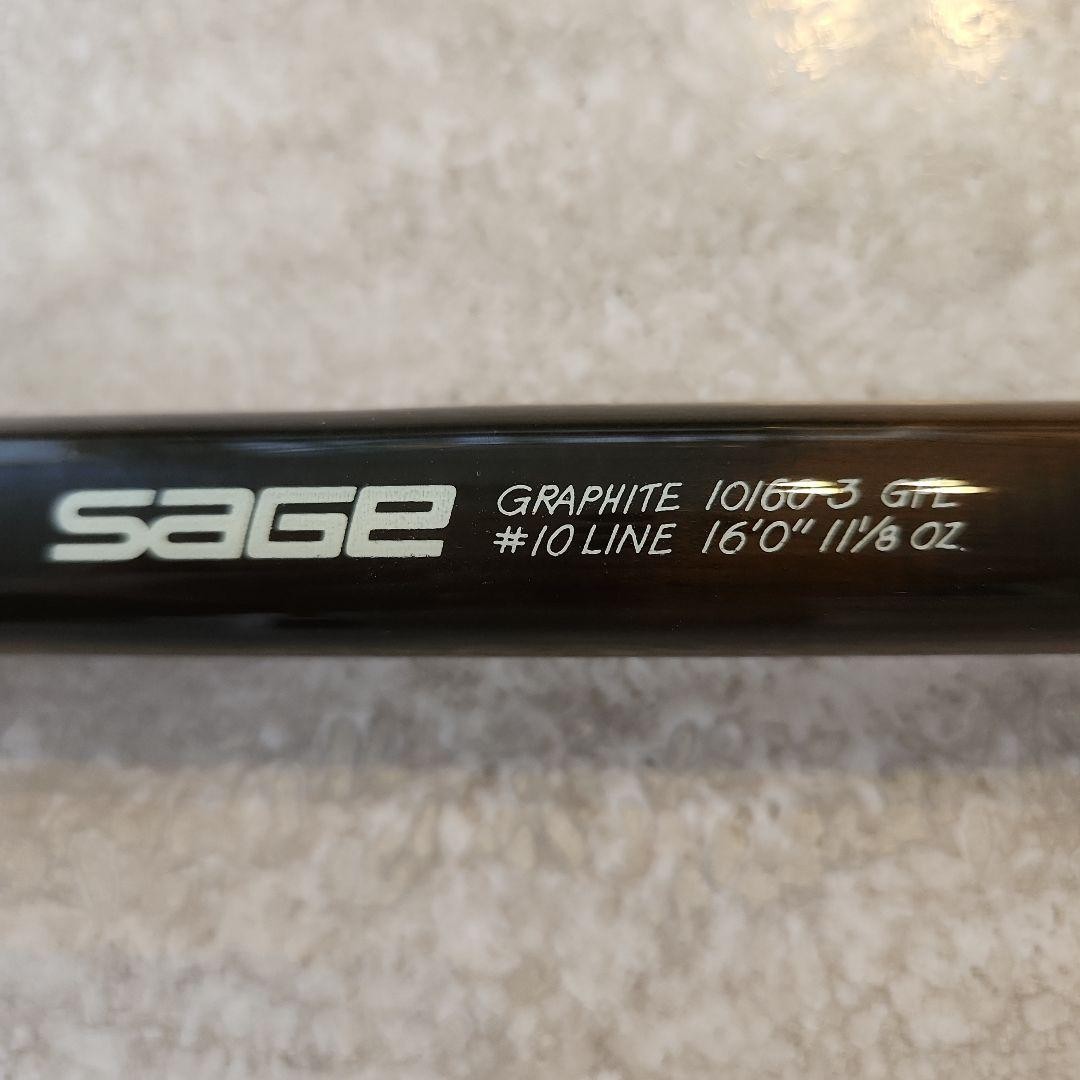 sage
GRAPHITE 10160-3 GFL
#10 LINE 16'0" 11 1/8 OZ.